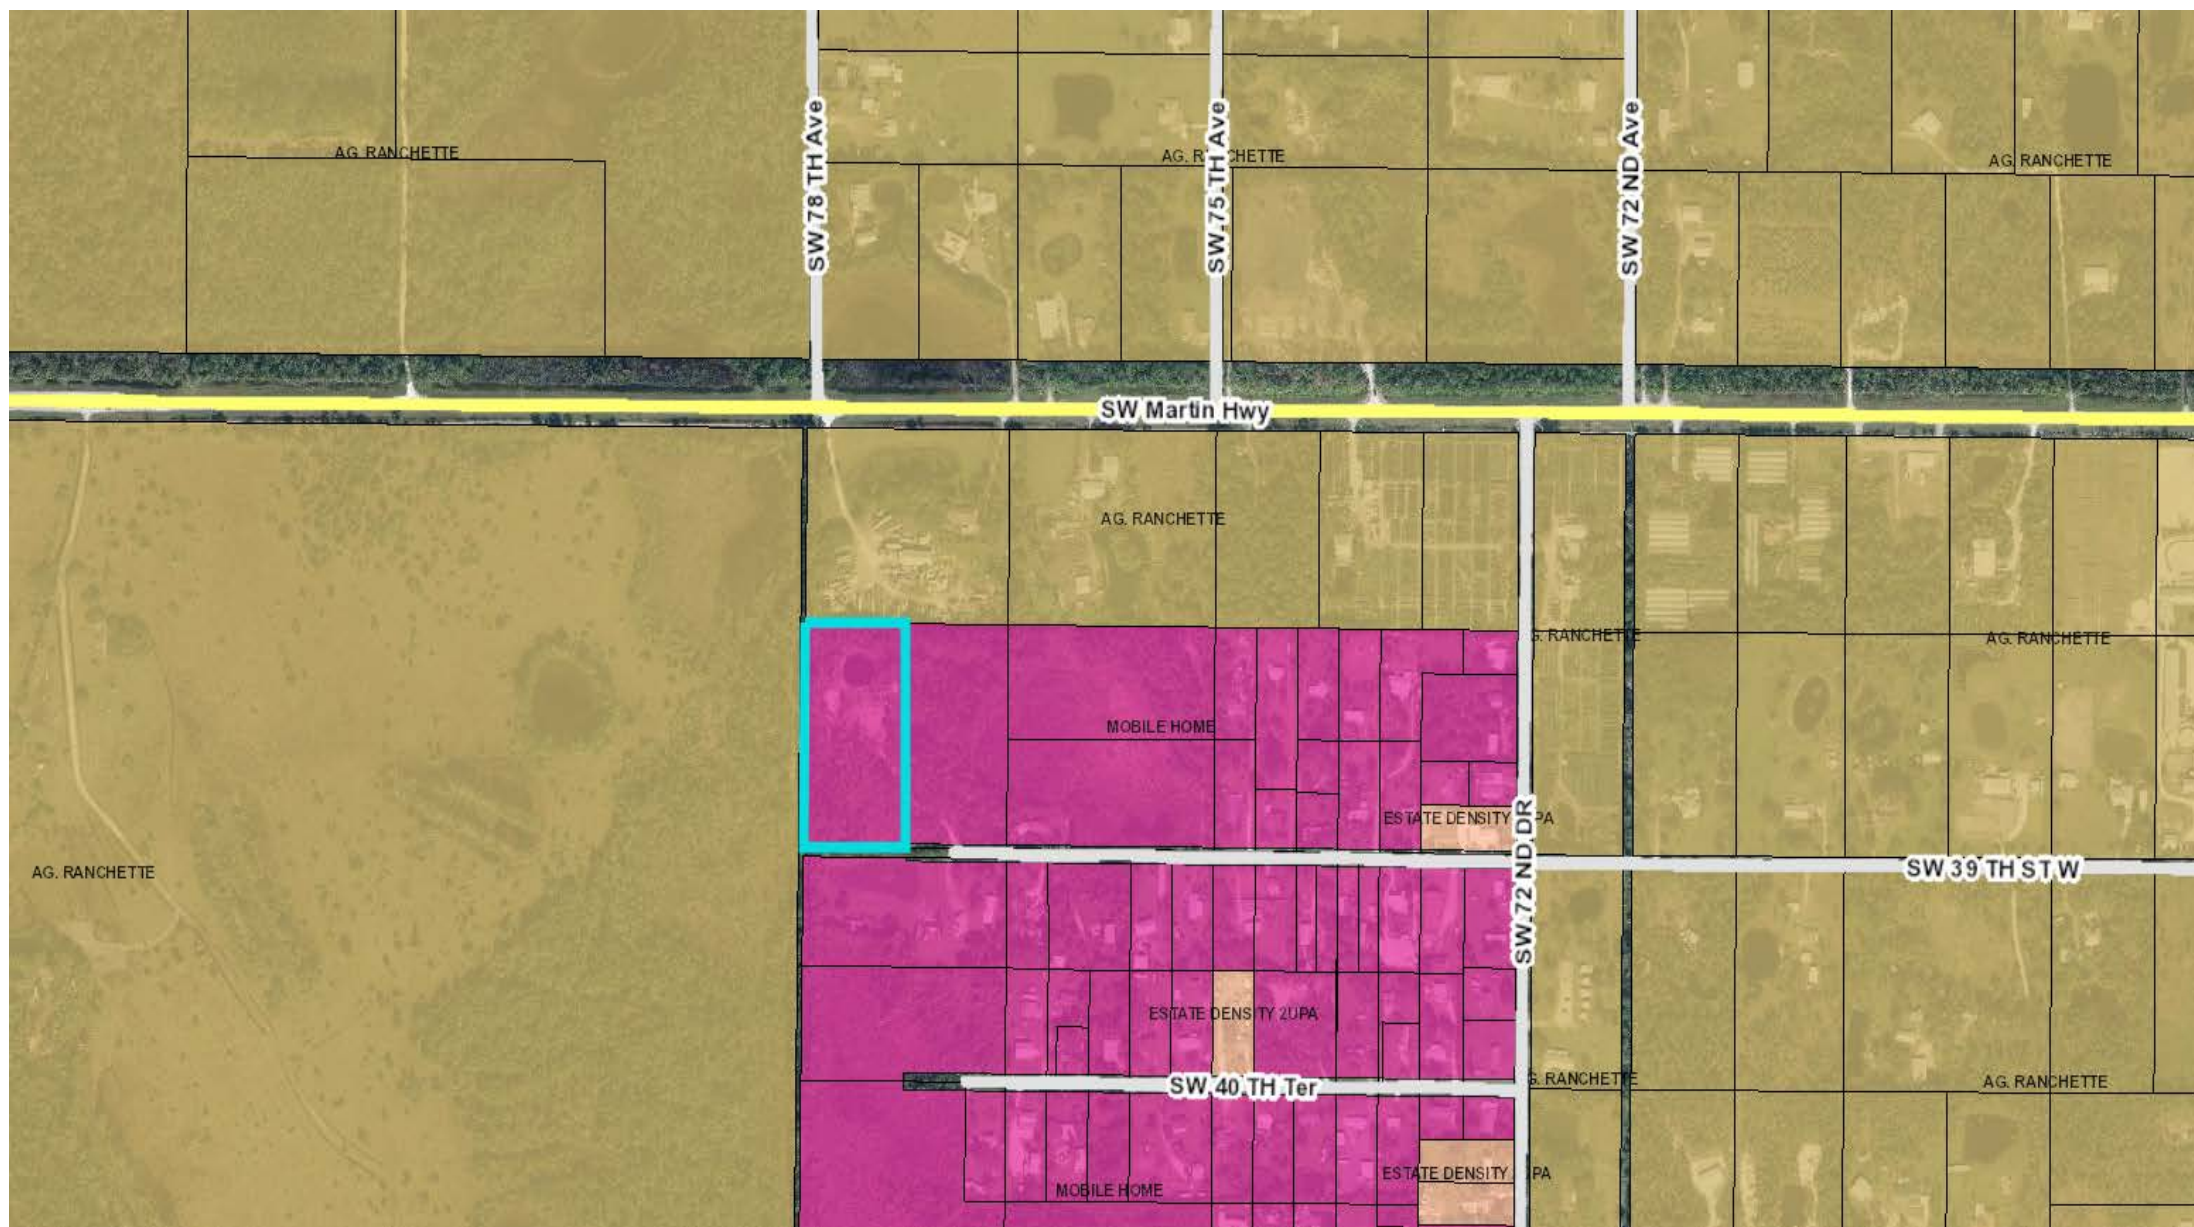 SW 78 TH Ave
SW 75 TH Ave
SW 72 ND Ave
AG. RANCHETTE
AG. RANCHETTE
AG. RANCHETTE
SW Martin Hwy
AG. RANCHETTE
G. RANCHETTE
AG. RANCHETTE
MOBILE HOME
ESTATE DENSITY PA
SW 72 ND DR
AG. RANCHETTE
SW 39 TH ST W
ESTATE DENSITY 2UPA
SW 40 TH Ter
G. RANCHETTE
AG. RANCHETTE
ESTATE DENSITY PA
MOBILE HOME